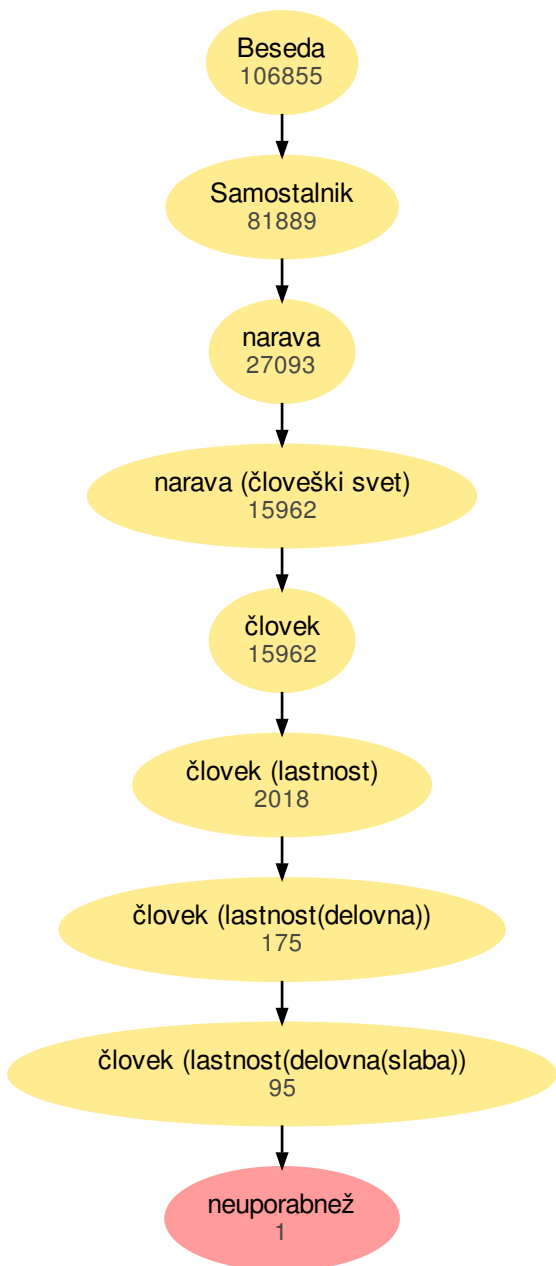 Beseda
106855
Samostalnik
81889
narava
27093
narava (človeški svet)
15962
človek
15962
človek (lastnost)
2018
človek (lastnost(delovna))
175
človek (lastnost(delovna(slaba))
95
neuporabnež
1